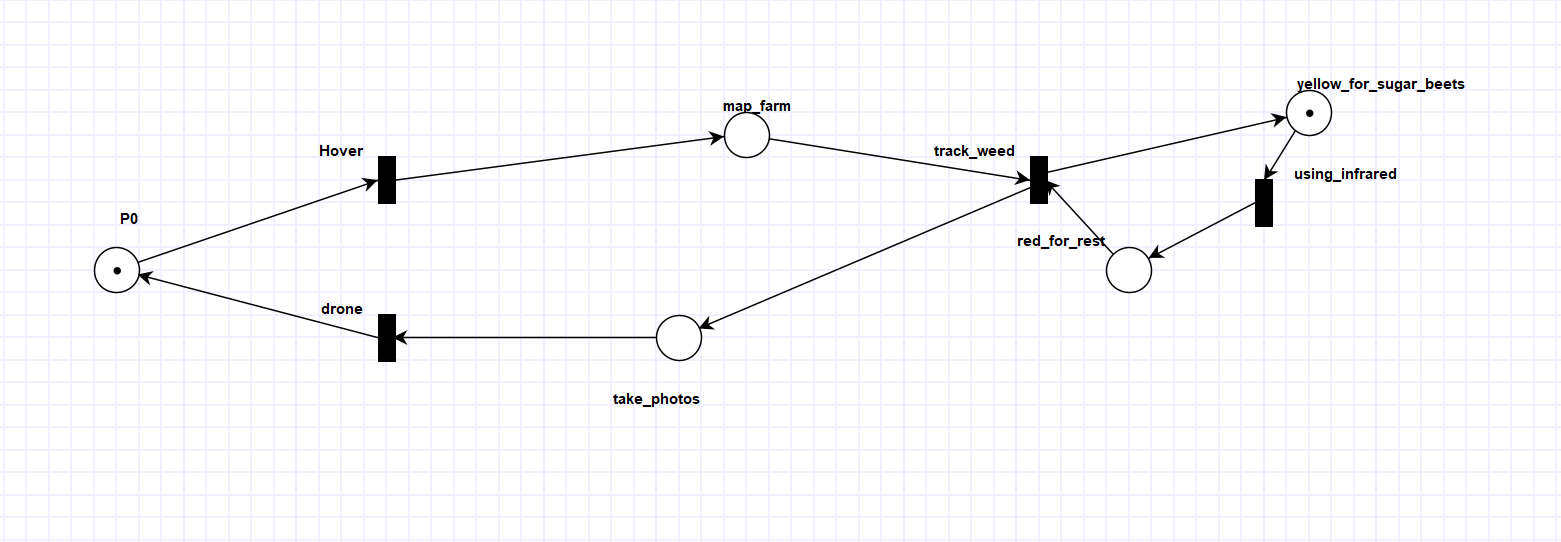 yellow_for_sugar_beets
map_farm
Hover
track_weed
using_infrared
P0
red_for_rest
drone
take_photos